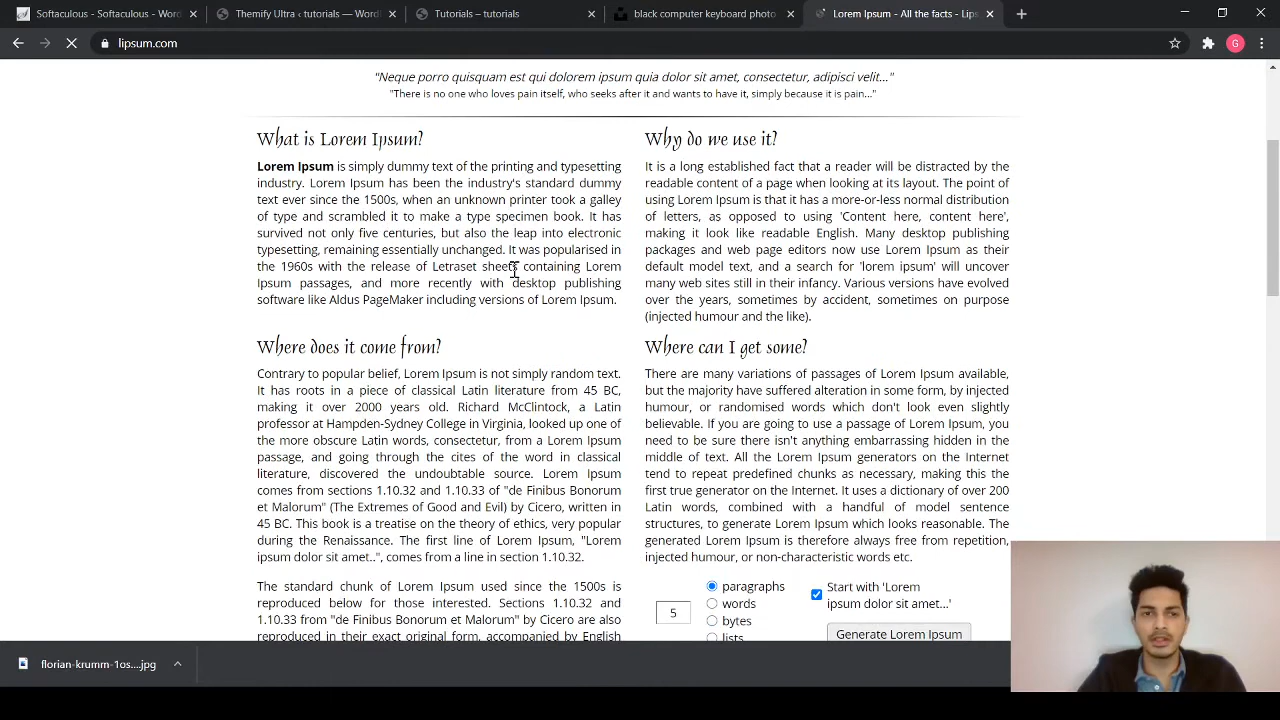 Softaculous - Softaculous - Word
Themify Ultra ‹ tutorials — Word
Tutorials – tutorials
black computer keyboard photo
Lorem Ipsum - All the facts - Lips
lipsum.com
G
"Neque porro quisquam est qui dolorem ipsum quia dolor sit amet, consectetur, adipisci velit..."
"There is no one who loves pain itself, who seeks after it and wants to have it, simply because it is pain..."
What is Lorem Ipsum?
Lorem Ipsum is simply dummy text of the printing and typesetting
industry. Lorem Ipsum has been the industry's standard dummy
text ever since the 1500s, when an unknown printer took a galley
of type and scrambled it to make a type specimen book. It has
survived not only five centuries, but also the leap into electronic
typesetting, remaining essentially unchanged. It was popularised in
the 1960s with the release of Letraset sheets containing Lorem
Ipsum passages, and more recently with desktop publishing
software like Aldus PageMaker including versions of Lorem Ipsum.
Why do we use it?
It is a long established fact that a reader will be distracted by the
readable content of a page when looking at its layout. The point of
using Lorem Ipsum is that it has a more-or-less normal distribution
of letters, as opposed to using 'Content here, content here',
making it look like readable English. Many desktop publishing
packages and web page editors now use Lorem Ipsum as their
default model text, and a search for 'lorem ipsum' will uncover
many web sites still in their infancy. Various versions have evolved
over the years, sometimes by accident, sometimes on purpose
(injected humour and the like).
Where does it come from?
Contrary to popular belief, Lorem Ipsum is not simply random text.
It has roots in a piece of classical Latin literature from 45 BC,
making it over 2000 years old. Richard McClintock, a Latin
professor at Hampden-Sydney College in Virginia, looked up one of
the more obscure Latin words, consectetur, from a Lorem Ipsum
passage, and going through the cites of the word in classical
literature, discovered the undoubtable source. Lorem Ipsum
comes from sections 1.10.32 and 1.10.33 of "de Finibus Bonorum
et Malorum" (The Extremes of Good and Evil) by Cicero, written in
45 BC. This book is a treatise on the theory of ethics, very popular
during the Renaissance. The first line of Lorem Ipsum, "Lorem
ipsum dolor sit amet..", comes from a line in section 1.10.32.
The standard chunk of Lorem Ipsum used since the 1500s is
reproduced below for those interested. Sections 1.10.32 and
1.10.33 from "de Finibus Bonorum et Malorum" by Cicero are also
reproduced in their exact original form, accompanied by English
Where can I get some?
There are many variations of passages of Lorem Ipsum available,
but the majority have suffered alteration in some form, by injected
humour, or randomised words which don't look even slightly
believable. If you are going to use a passage of Lorem Ipsum, you
need to be sure there isn't anything embarrassing hidden in the
middle of text. All the Lorem Ipsum generators on the Internet
tend to repeat predefined chunks as necessary, making this the
first true generator on the Internet. It uses a dictionary of over 200
Latin words, combined with a handful of model sentence
structures, to generate Lorem Ipsum which looks reasonable. The
generated Lorem Ipsum is therefore always free from repetition,
injected humour, or non-characteristic words etc.
5
paragraphs
words
bytes
lists
Start with 'Lorem
ipsum dolor sit amet...'
Generate Lorem Ipsum
florian-krumm-1os....jpg